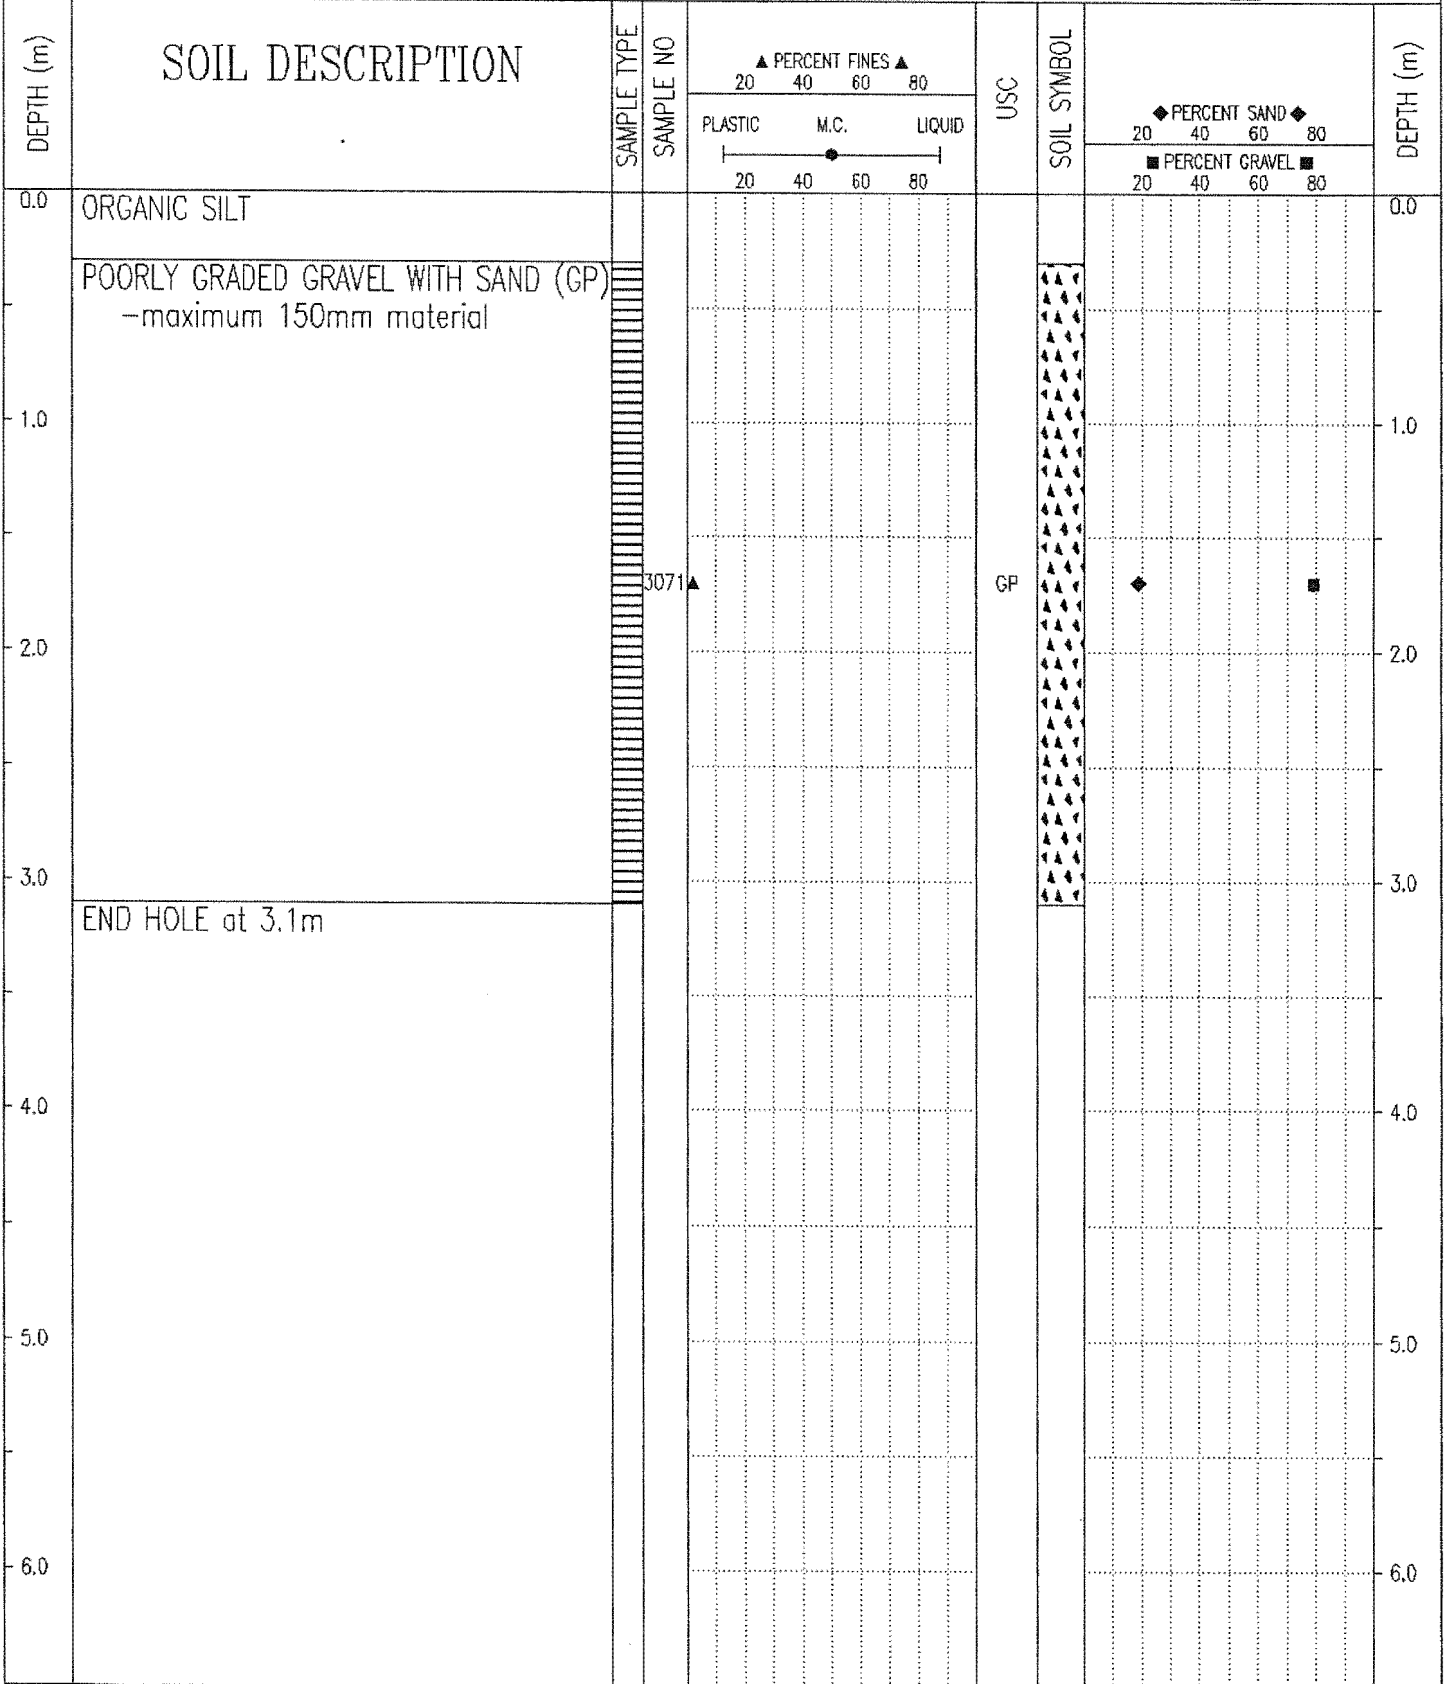 DEPTH (m)
SOIL DESCRIPTION
SAMPLE TYPE
SAMPLE NO
▲ PERCENT FINES ▲
20 40 60 80
PLASTIC M.C. LIQUID
20 40 60 80
USC
SOIL SYMBOL
◆ PERCENT SAND ◆
20 40 60 80
■ PERCENT GRAVEL ■
20 40 60 80
DEPTH (m)
0.0 ORGANIC SILT 0.0
POORLY GRADED GRAVEL WITH SAND (GP)
-maximum 150mm material
1.0 1.0
3071 GP
2.0 2.0
3.0 3.0
END HOLE at 3.1m
4.0 4.0
5.0 5.0
6.0 6.0